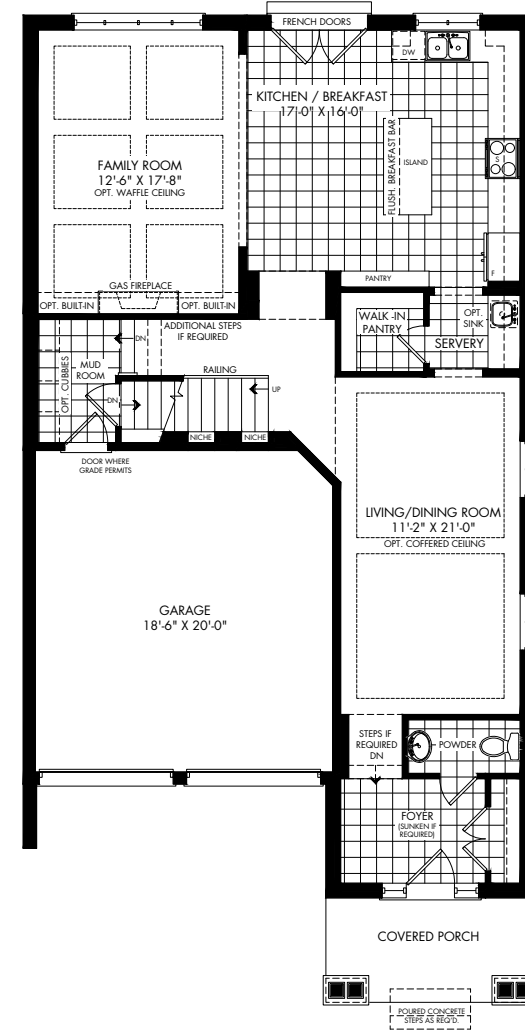 FRENCH DOORS
DW
KITCHEN / BREAKFAST
17'-0" X 16'-0"
FLUSH. BREAKFAST BAR
ISLAND
S
F
FAMILY ROOM
12'-6" X 17'-8"
OPT. WAFFLE CEILING
GAS FIREPLACE
OPT. BUILT-IN
OPT. BUILT-IN
PANTRY
WALK-IN
PANTRY
OPT.
SINK
SERVERY
ADDITIONAL STEPS
IF REQUIRED
DN
MUD
ROOM
OPT. CUBBIES
RAILING
DN
UP
NICHE
NICHE
DOOR WHERE
GRADE PERMITS
LIVING/DINING ROOM
11'-2" X 21'-0"
OPT. COFFERED CEILING
GARAGE
18'-6" X 20'-0"
STEPS IF
REQUIRED
DN
POWDER
FOYER
(SUNKEN IF
REQUIRED)
COVERED PORCH
POURED CONCRETE
STEPS AS REQ'D.